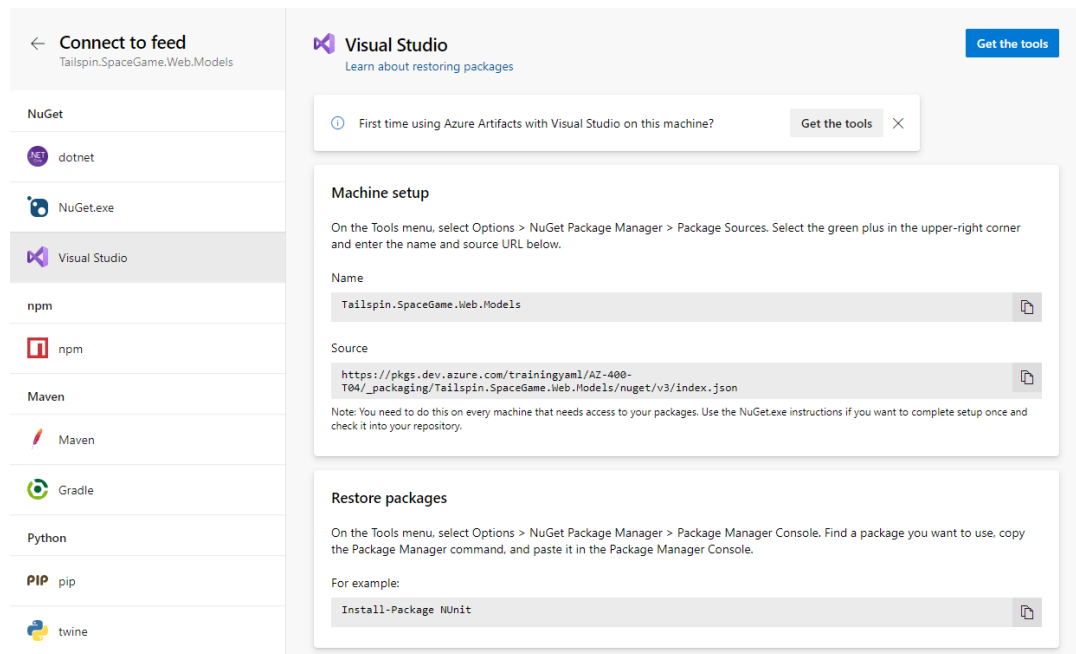 Connect to feed
Tailspin.SpaceGame.Web.Models
NuGet
.NET
dotnet
NuGet.exe
Visual Studio
npm
npm
Maven
Maven
Gradle
Python
PIP pip
twine
Visual Studio
Learn about restoring packages
Get the tools
First time using Azure Artifacts with Visual Studio on this machine?
Get the tools
Machine setup
On the Tools menu, select Options > NuGet Package Manager > Package Sources. Select the green plus in the upper-right corner
and enter the name and source URL below.
Name
Tailspin.SpaceGame.Web.Models
Source
https://pkgs.dev.azure.com/trainingyaml/AZ-400-
T04/_packaging/Tailspin.SpaceGame.Web.Models/nuget/v3/index.json
Note: You need to do this on every machine that needs access to your packages. Use the NuGet.exe instructions if you want to complete setup once and
check it into your repository.
Restore packages
On the Tools menu, select Options > NuGet Package Manager > Package Manager Console. Find a package you want to use, copy
the Package Manager command, and paste it in the Package Manager Console.
For example:
Install-Package NUnit